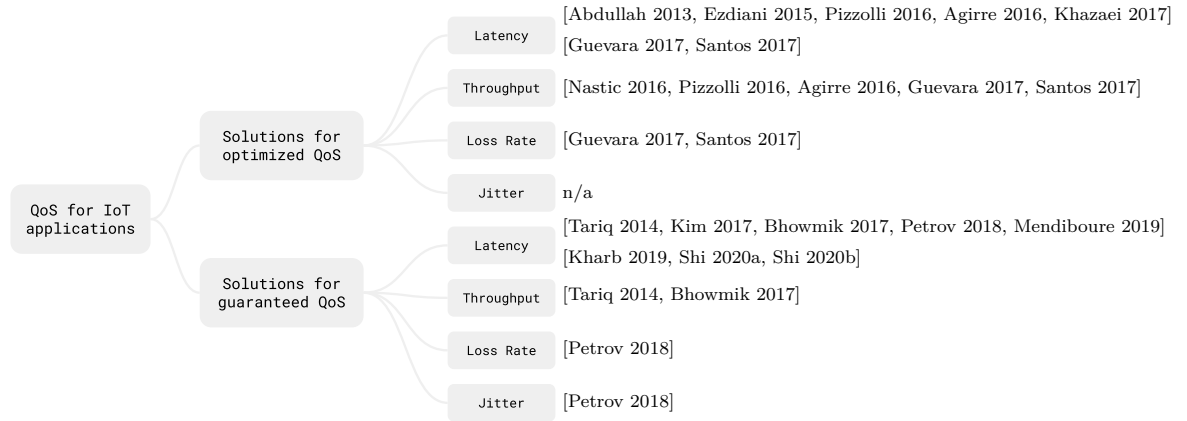 QoS for IoT
applications
Solutions for
optimized QoS
Latency
[Abdullah 2013, Ezdiani 2015, Pizzolli 2016, Agirre 2016, Khazaei 2017]
[Guevara 2017, Santos 2017]
Throughput
[Nastic 2016, Pizzolli 2016, Agirre 2016, Guevara 2017, Santos 2017]
Loss Rate
[Guevara 2017, Santos 2017]
Jitter
n/a
Solutions for
guaranteed QoS
Latency
[Tariq 2014, Kim 2017, Bhowmik 2017, Petrov 2018, Mendiboure 2019]
[Kharb 2019, Shi 2020a, Shi 2020b]
Throughput
[Tariq 2014, Bhowmik 2017]
Loss Rate
[Petrov 2018]
Jitter
[Petrov 2018]